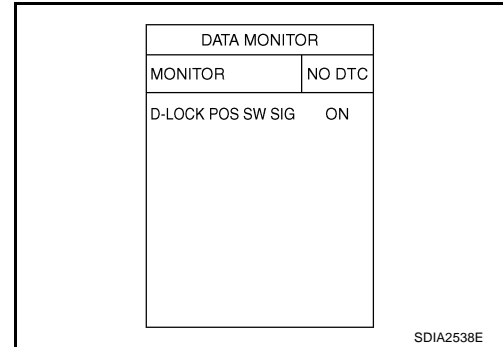 DATA MONITOR
MONITOR NO DTC
D-LOCK POS SW SIG ON
SDIA2538E